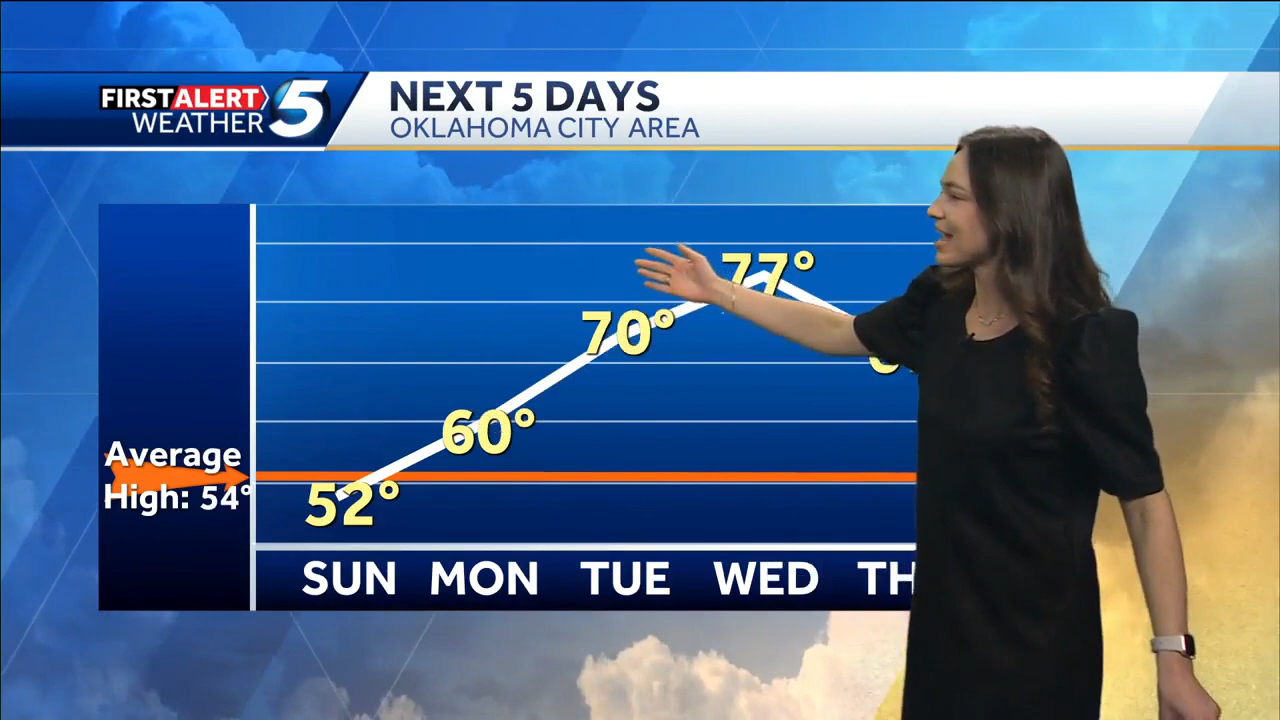 FIRST ALERT 5
WEATHER
NEXT 5 DAYS
OKLAHOMA CITY AREA
77°
70°
60°
Average
High: 54°
52°
SUN MON TUE WED